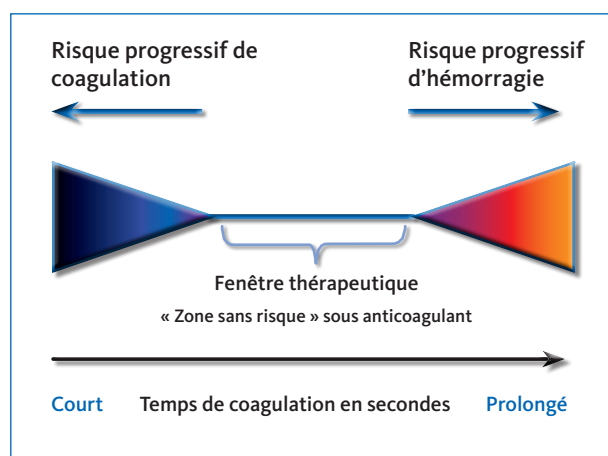 Risque progressif de
coagulation
Risque progressif
d’hémorragie
Fenêtre thérapeutique
« Zone sans risque » sous anticoagulant
Court Temps de coagulation en secondes Prolongé